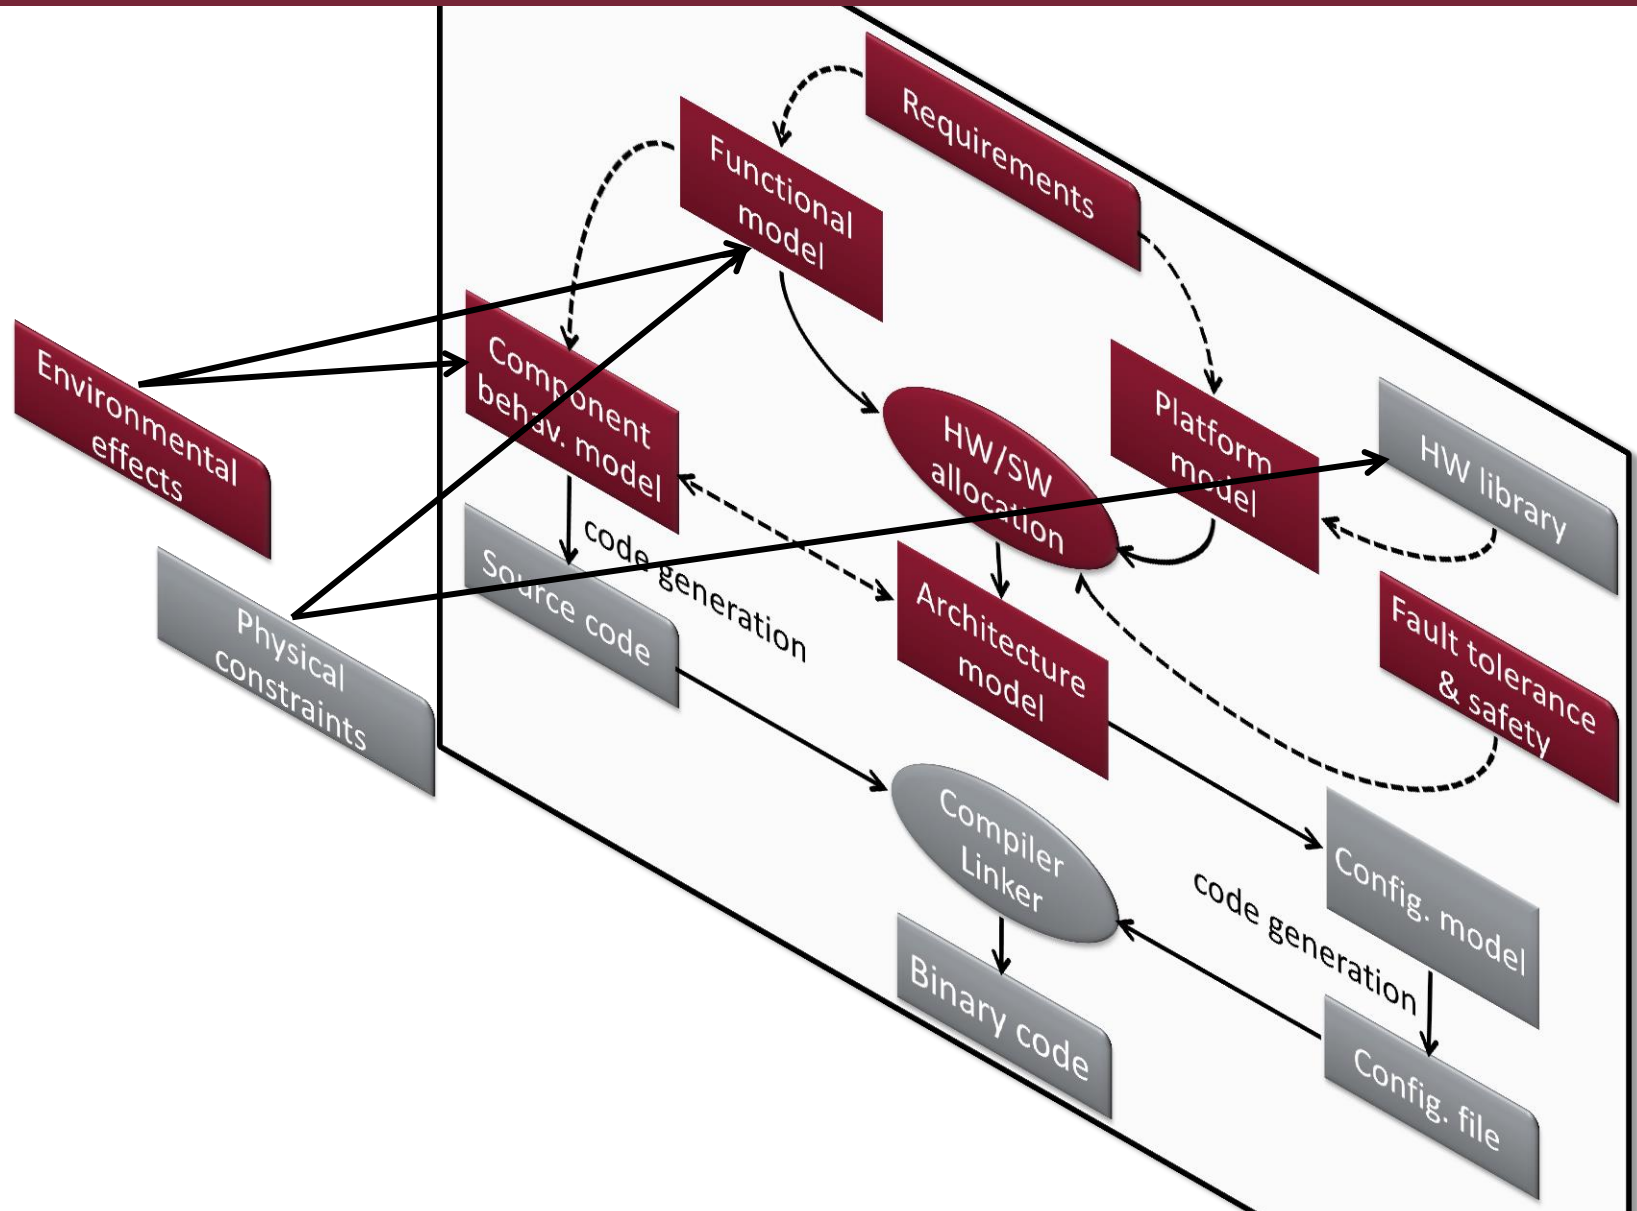 Requirements
Functional
model
Environmental
effects
Component
behav. model
HW/SW
allocation
Platform
model
HW library
code generation
Source code
Physical
constraints
Architecture
model
Fault tolerance
& safety
Compiler
Linker
Config. model
code generation
Binary code
Config. file